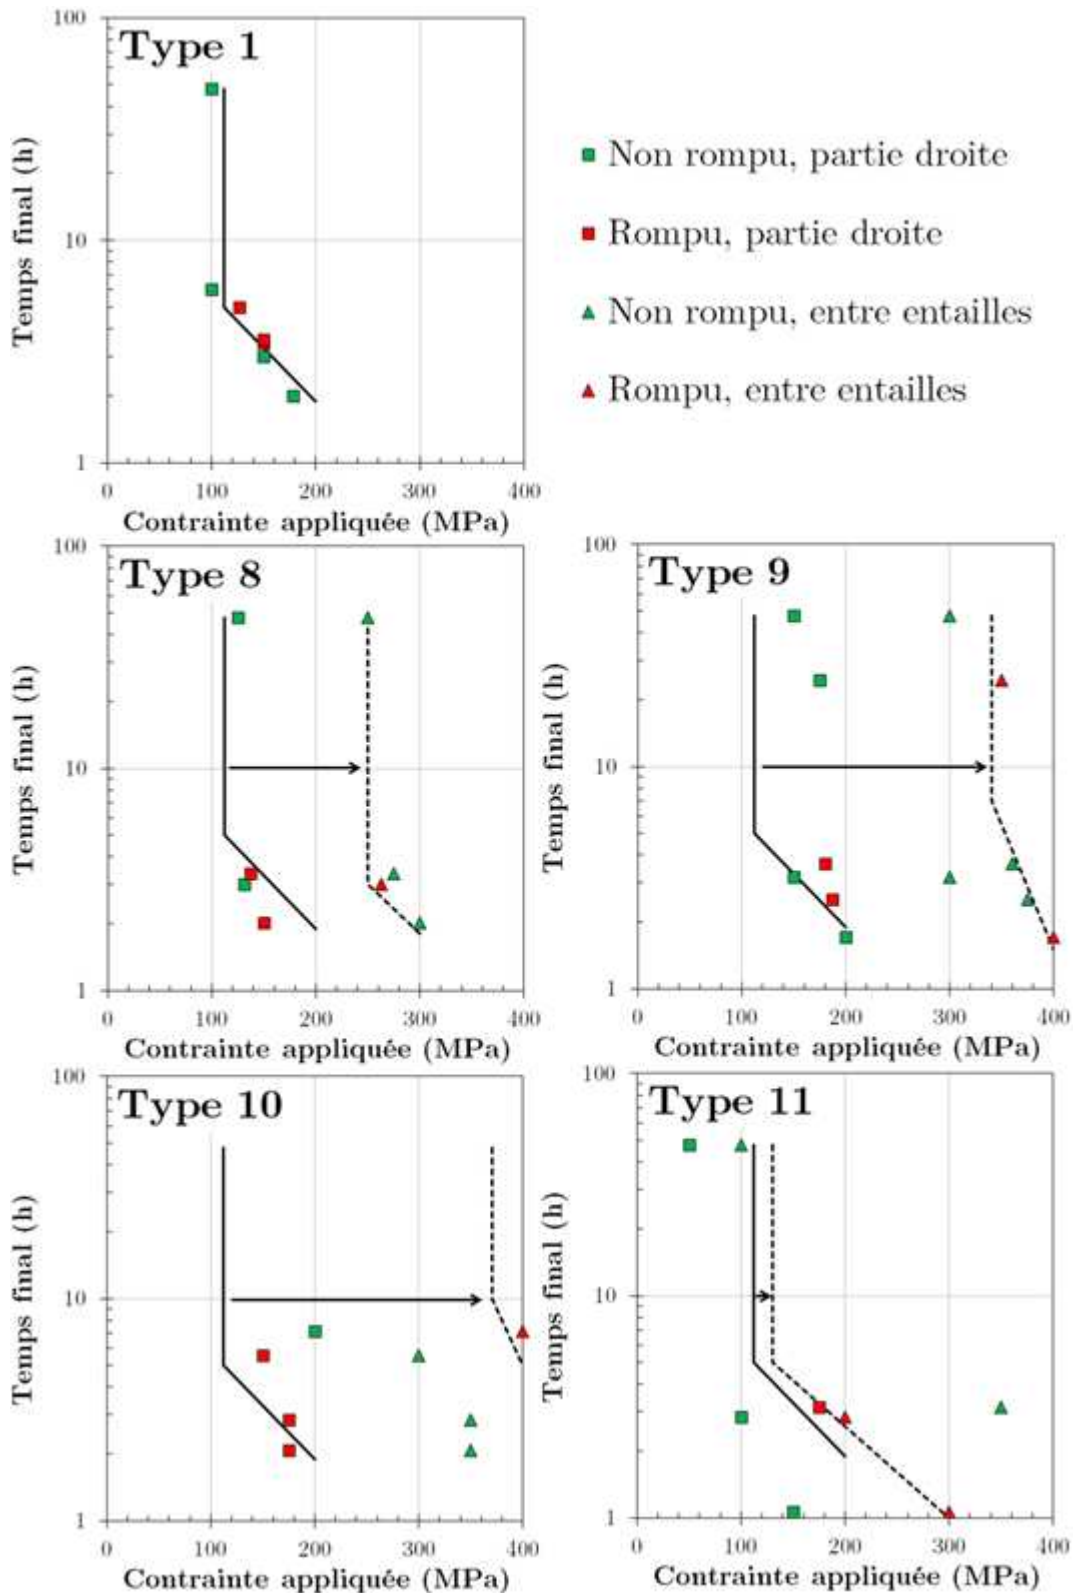 Type 1
100
10
1
Temps final (h)
0 100 200 300 400
Contrainte appliquée (MPa)
Non rompu, partie droite
Rompu, partie droite
Non rompu, entre entailles
Rompu, entre entailles
Type 8
100
10
1
Temps final (h)
0 100 200 300 400
Contrainte appliquée (MPa)
Type 9
100
10
1
Temps final (h)
0 100 200 300 400
Contrainte appliquée (MPa)
Type 10
100
10
1
Temps final (h)
0 100 200 300 400
Contrainte appliquée (MPa)
Type 11
100
10
1
Temps final (h)
0 100 200 300 400
Contrainte appliquée (MPa)